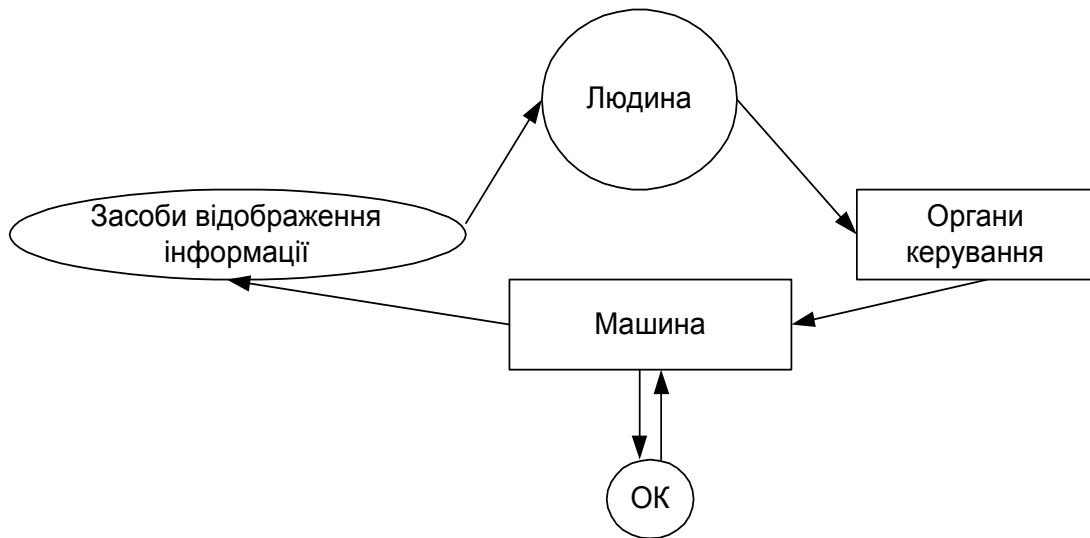 Людина
Засоби відображення
інформації
Органи
керування
Машина
ОК